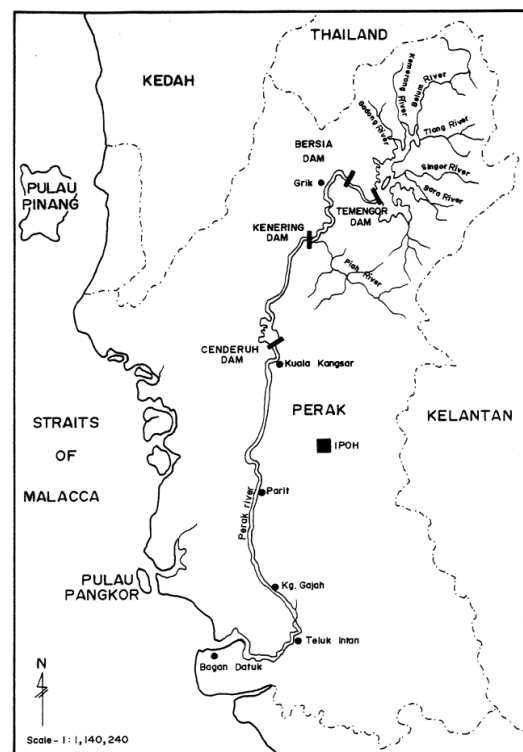 THAILAND
KEDAH
Kemerong River
Belum River
Gadong River
Tiang River
BERSIA
DAM
Singor River
Grik
Bara River
PULAU
PINANG
TEMENGOR
DAM
KENERING
DAM
Piah River
CENDERUH
DAM
Kuala Kangsar
PERAK
KELANTAN
STRAITS
OF
MALACCA
IPOH
Parit
Perak river
PULAU
PANGKOR
Kg. Gajah
Teluk Intan
Bagan Datuk
N
Scale - 1:1,140,240